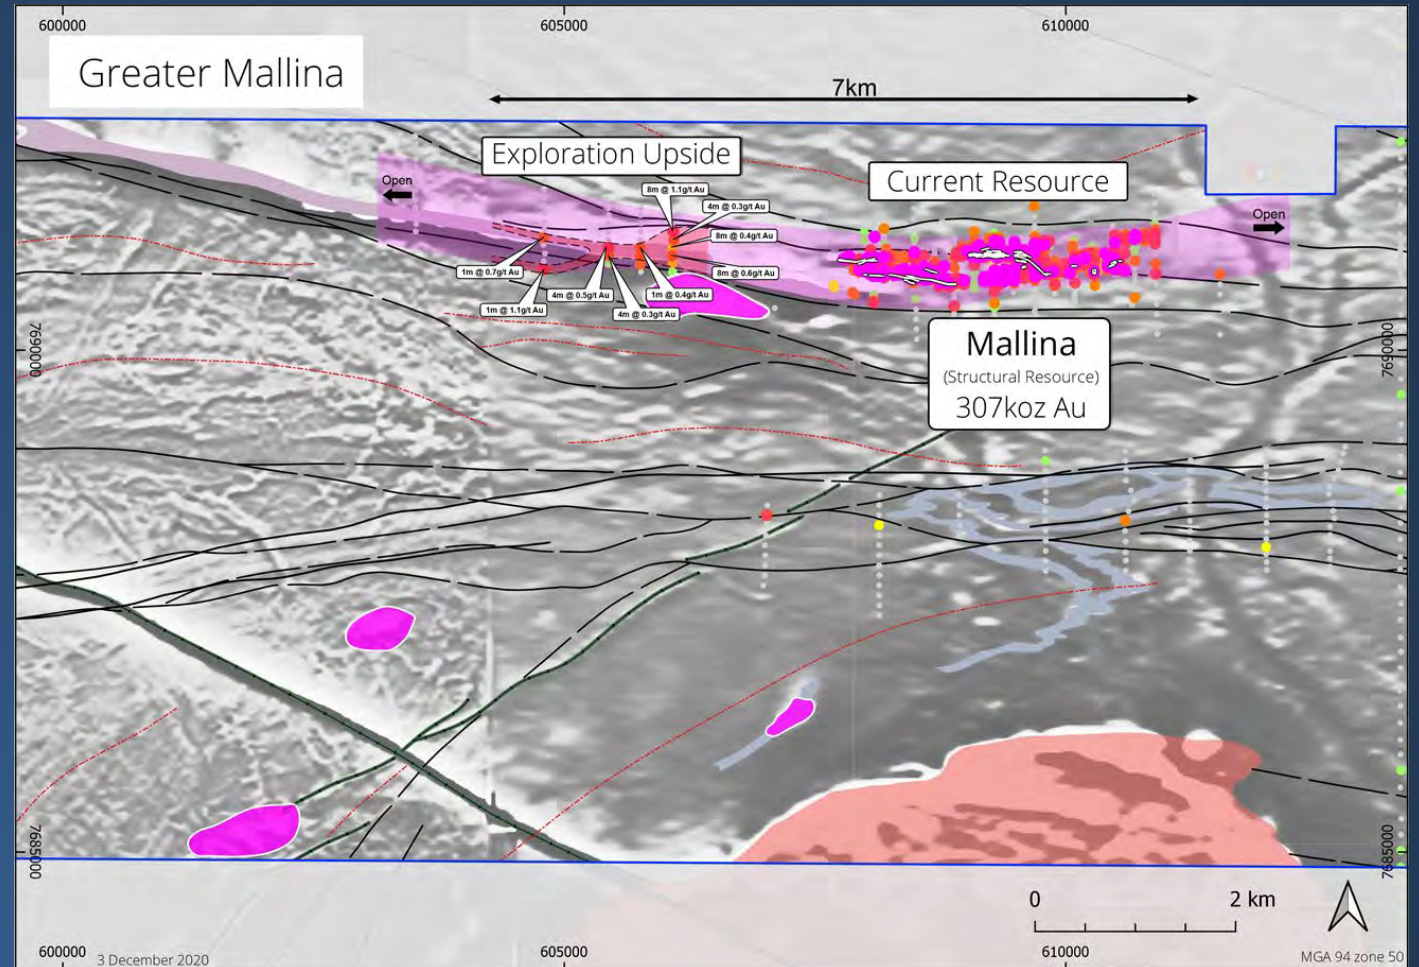 600000
605000
610000
Greater Mallina
7km
Exploration Upside
Current Resource
Open
Open
8m @ 1.1g/t Au
4m @ 0.3g/t Au
8m @ 0.4g/t Au
8m @ 0.6g/t Au
1m @ 0.7g/t Au
4m @ 0.5g/t Au
1m @ 0.4g/t Au
1m @ 1.1g/t Au
4m @ 0.3g/t Au
Mallina
(Structural Resource)
307koz Au
7690000
7690000
7685000
7685000
0
2 km
600000
605000
610000
3 December 2020
MGA 94 zone 50